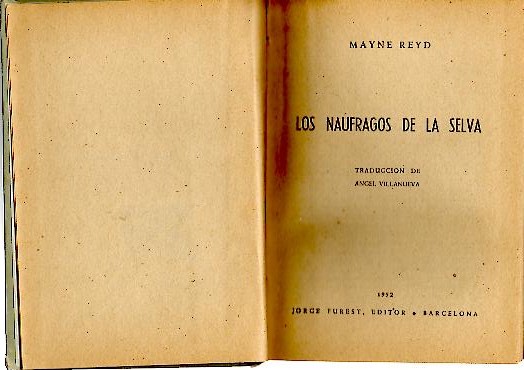 MAYNE REYD
LOS NAUFRAGOS DE LA SELVA
TRADUCCION DE
ANGEL VILLANUEVA
1952
JORGE FUREST, EDITOR • BARCELONA